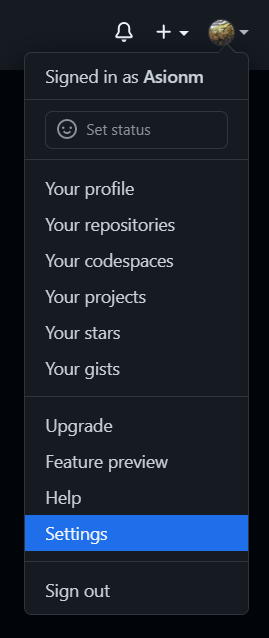 Signed in as Asionm
Set status
Your profile
Your repositories
Your codespaces
Your projects
Your stars
Your gists
Upgrade
Feature preview
Help
Settings
Sign out